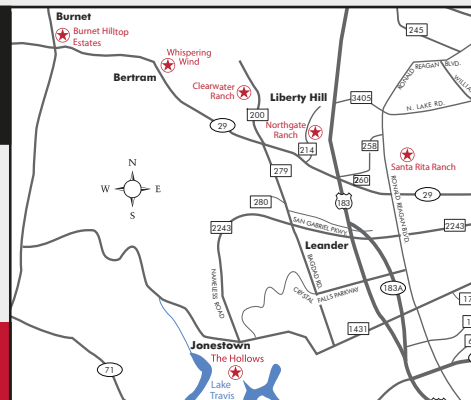 Burnet
Burnet Hilltop
Estates
Whispering
Wind
Bertram
Clearwater
Ranch
Liberty Hill
Northgate
Ranch
Santa Rita Ranch
245
RONALD REAGAN BLVD.
N. LAKE RD.
3405
200
29
214
258
260
279
280
183
29
RONALD REAGAN BLVD.
N
W E
S
SAN GABRIEL PKWY.
2243
2243
Leander
NAMELESS ROAD
BAGDAD RD.
CRYSTAL FALLS PARKWAY
183A
1431
Jonestown
The Hollows
Lake
Travis
71